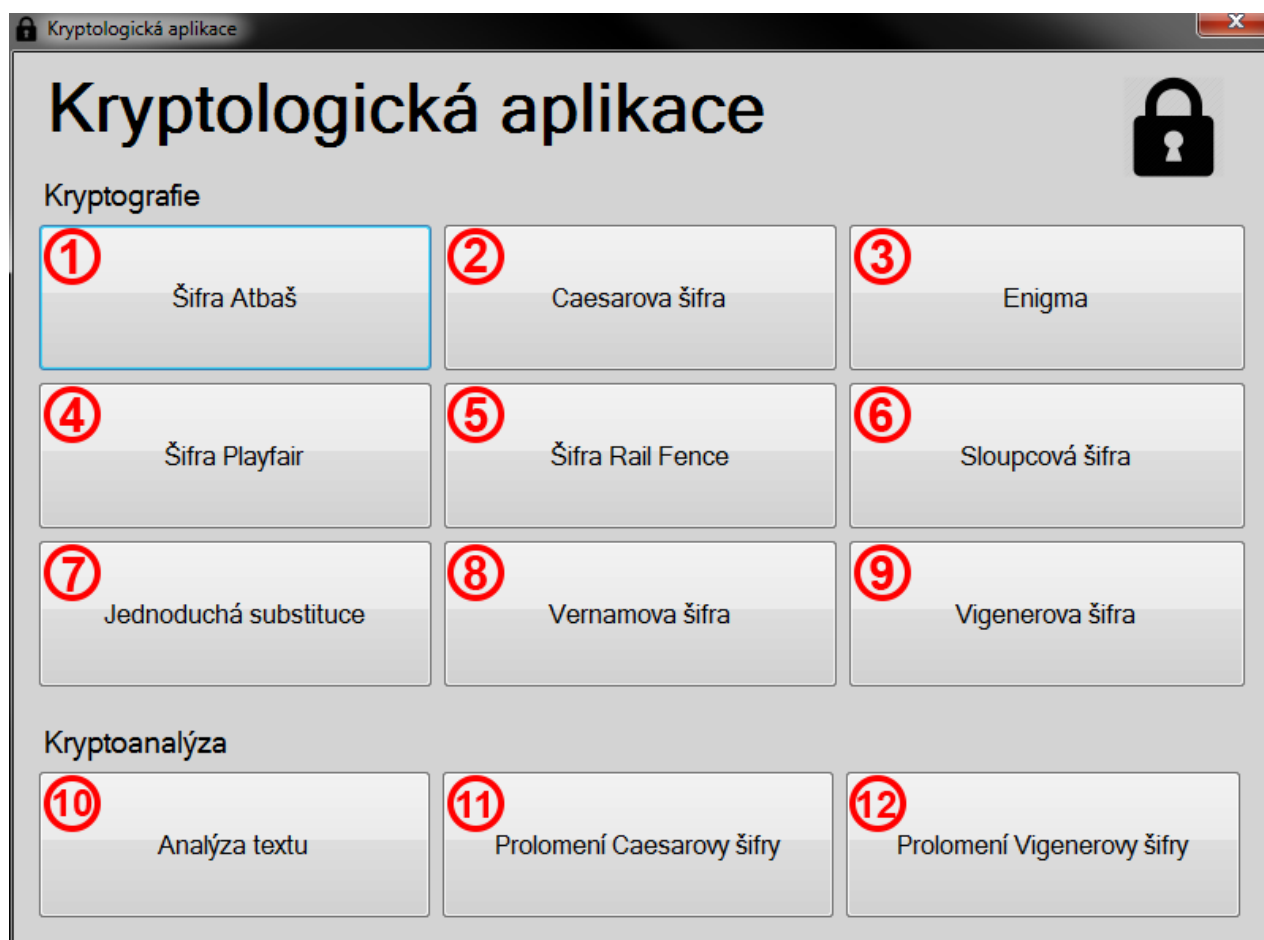 Kryptologická aplikace
Kryptologická aplikace
Kryptografie
1 Šifra Atbaš
2 Caesarova šifra
3 Enigma
4 Šifra Playfair
5 Šifra Rail Fence
6 Sloupcová šifra
7 Jednoduchá substituce
8 Vernamova šifra
9 Vigenerova šifra
Kryptoanalýza
10 Analýza textu
11 Prolomení Caesarovy šifry
12 Prolomení Vigenerovy šifry